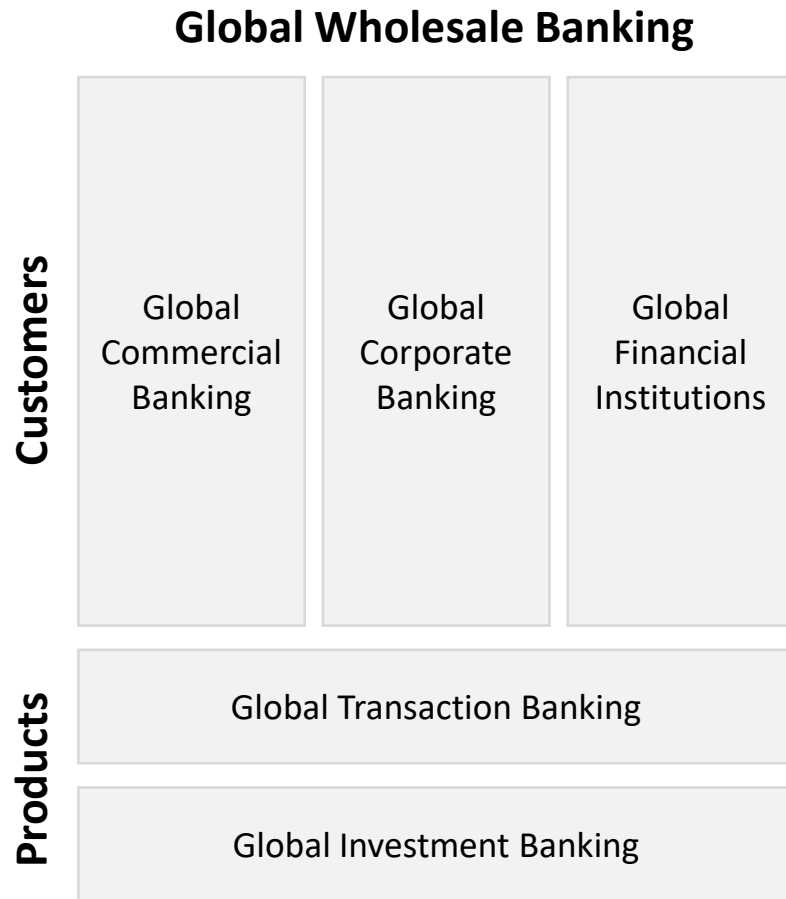 Global Wholesale Banking
Customers
Global
Commercial
Banking
Global
Corporate
Banking
Global
Financial
Institutions
Products
Global Transaction Banking
Global Investment Banking